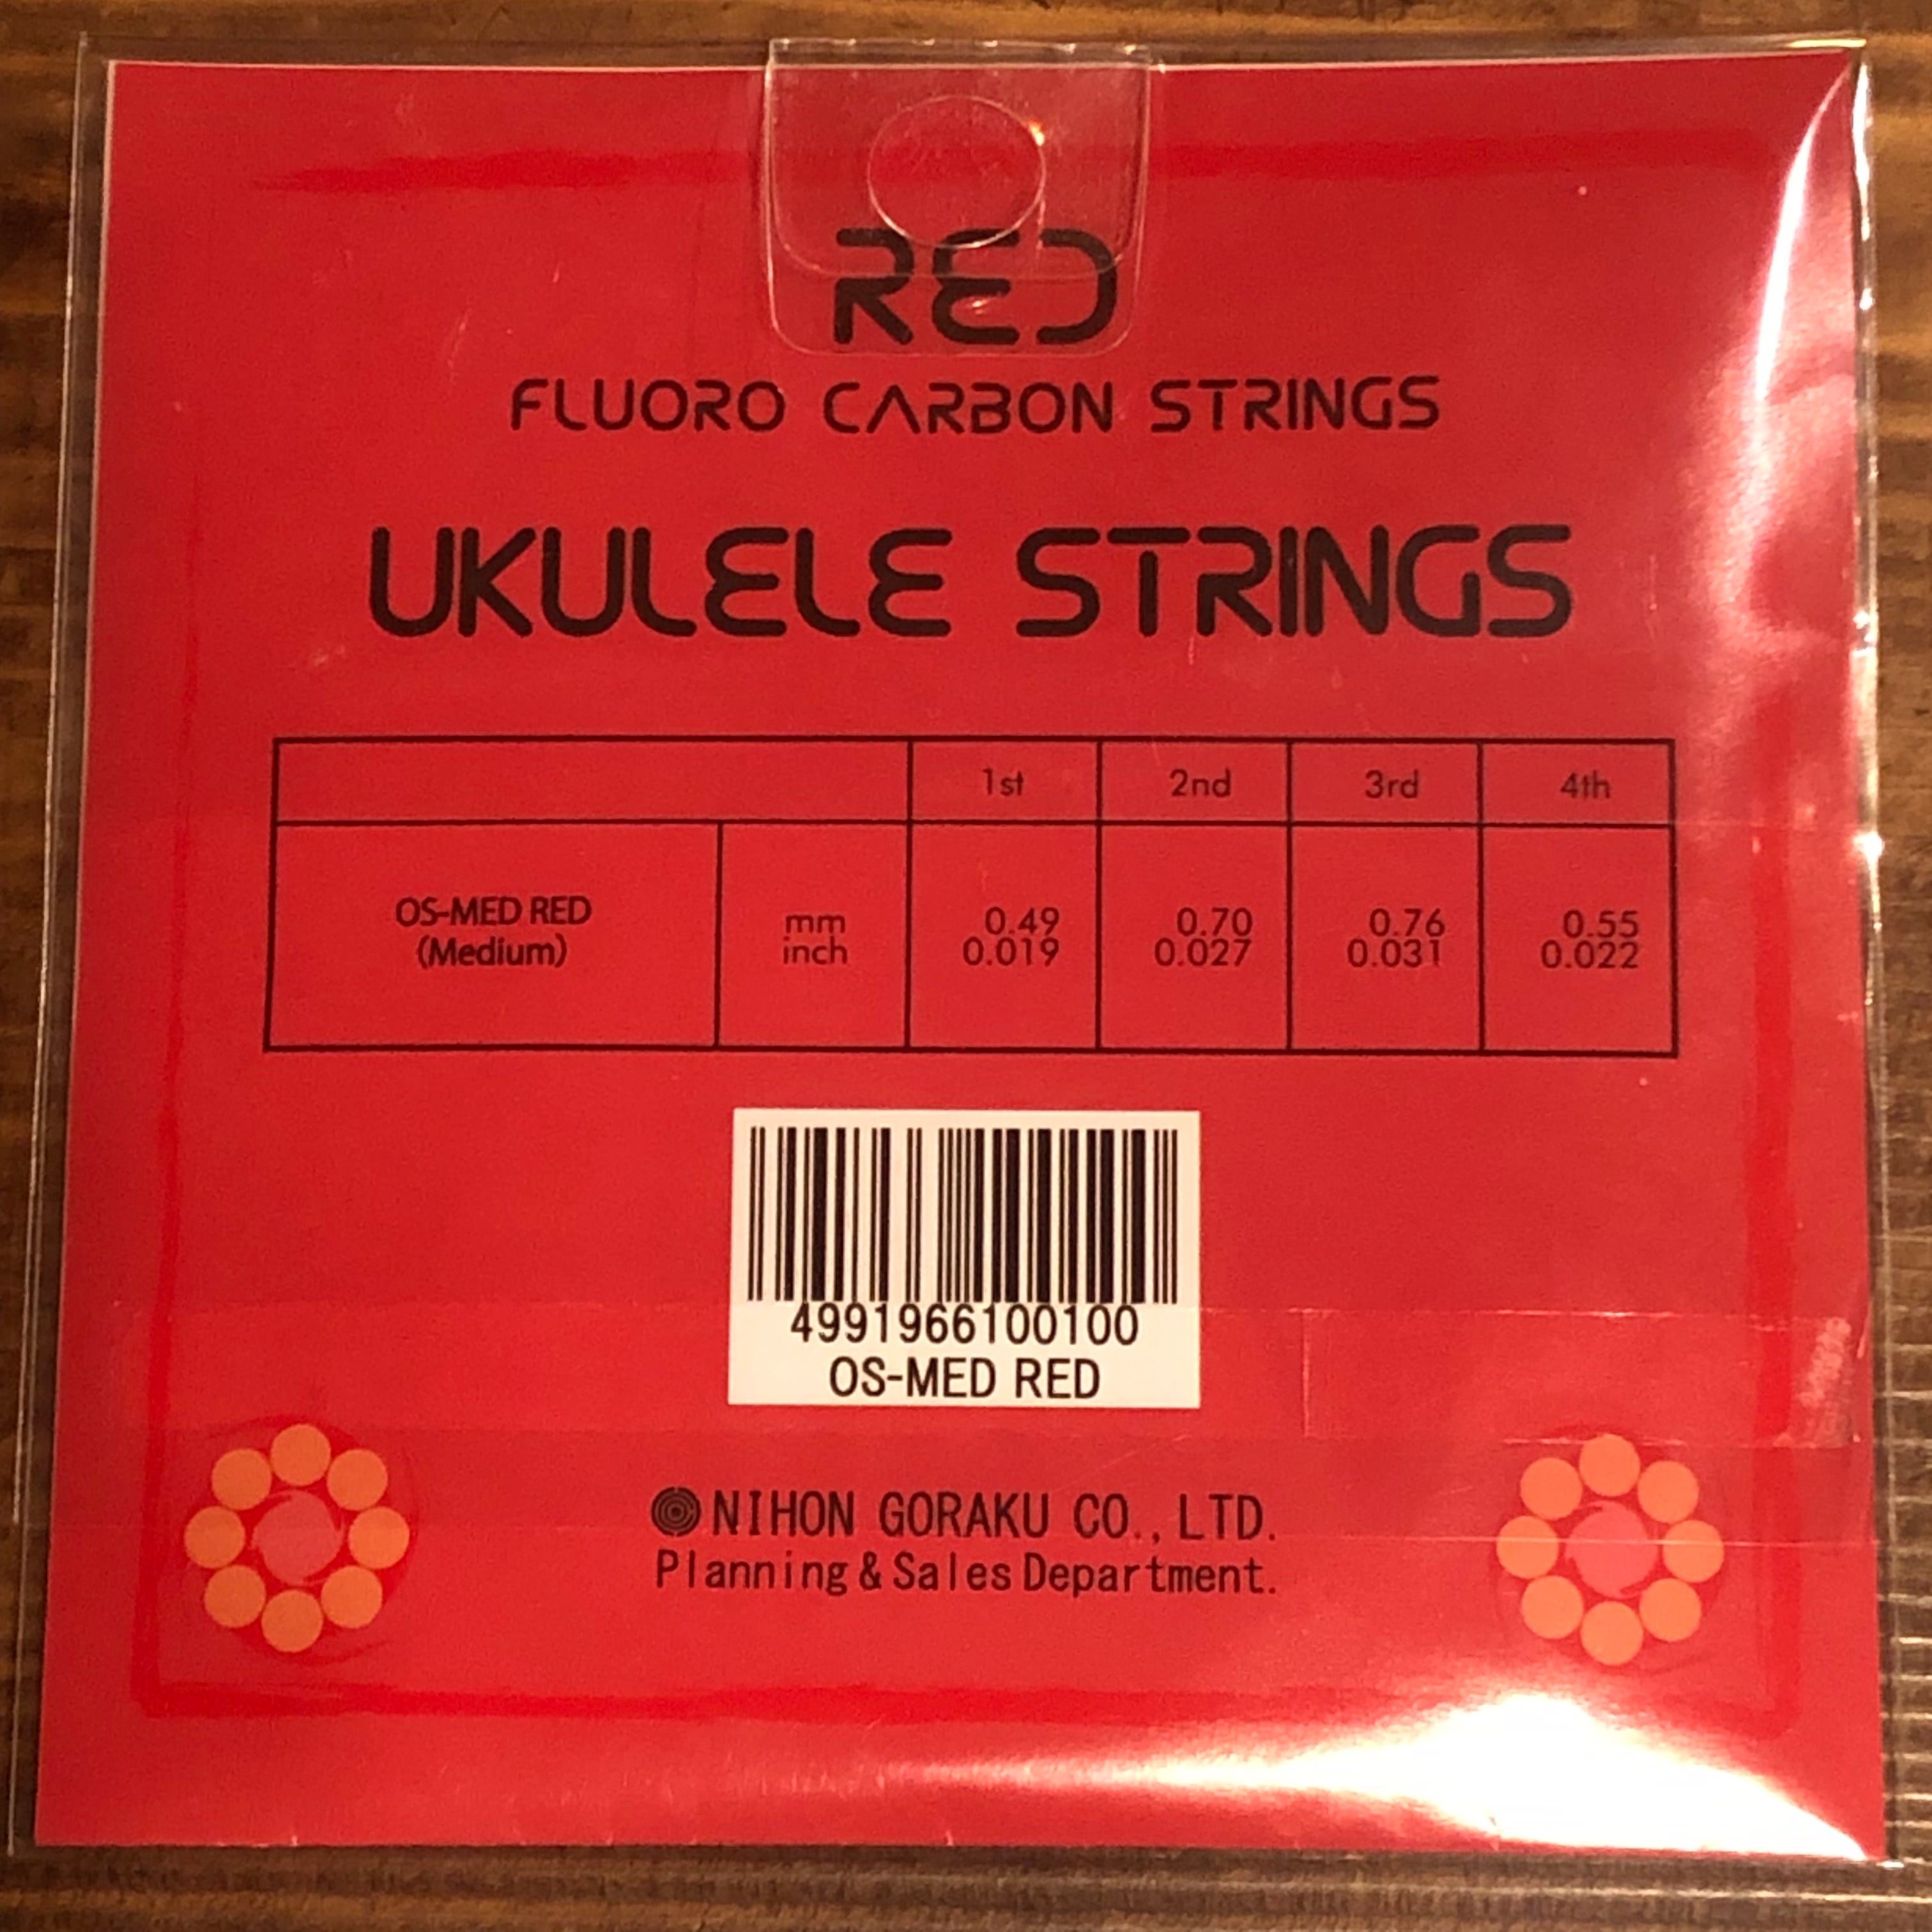 RED
FLUORO CARBON STRINGS
UKULELE STRINGS
1st 2nd 3rd 4th
OS-MED RED
(Medium)
mm 0.49 0.70 0.76 0.55
inch 0.019 0.027 0.031 0.022
4991966100100
OS-MED RED
NIHON GORAKU CO., LTD.
Planning & Sales Department.